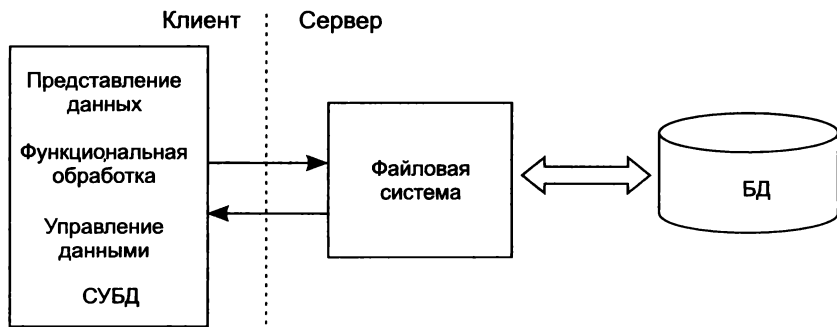 Клиент
Сервер
Представление
данных
Функциональная
обработка
Управление
данными
СУБД
Файловая
система
БД